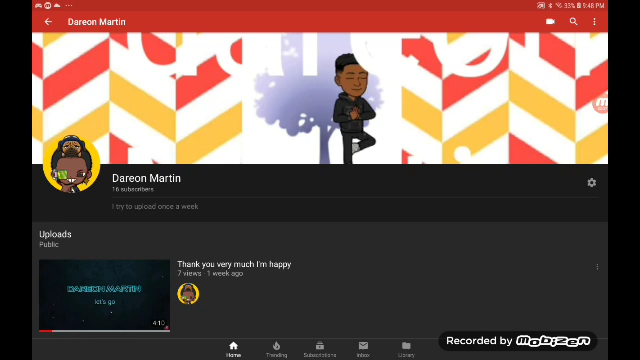 33% 9:48 PM
Dareon Martin
Dareon Martin
16 subscribers
I try to upload once a week
Uploads
Public
Thank you very much I'm happy
7 views · 1 week ago
DAREON MARTIN
let's go
4:10
Home
Trending
Subscriptions
Inbox
Library
Recorded by MOBIZEN